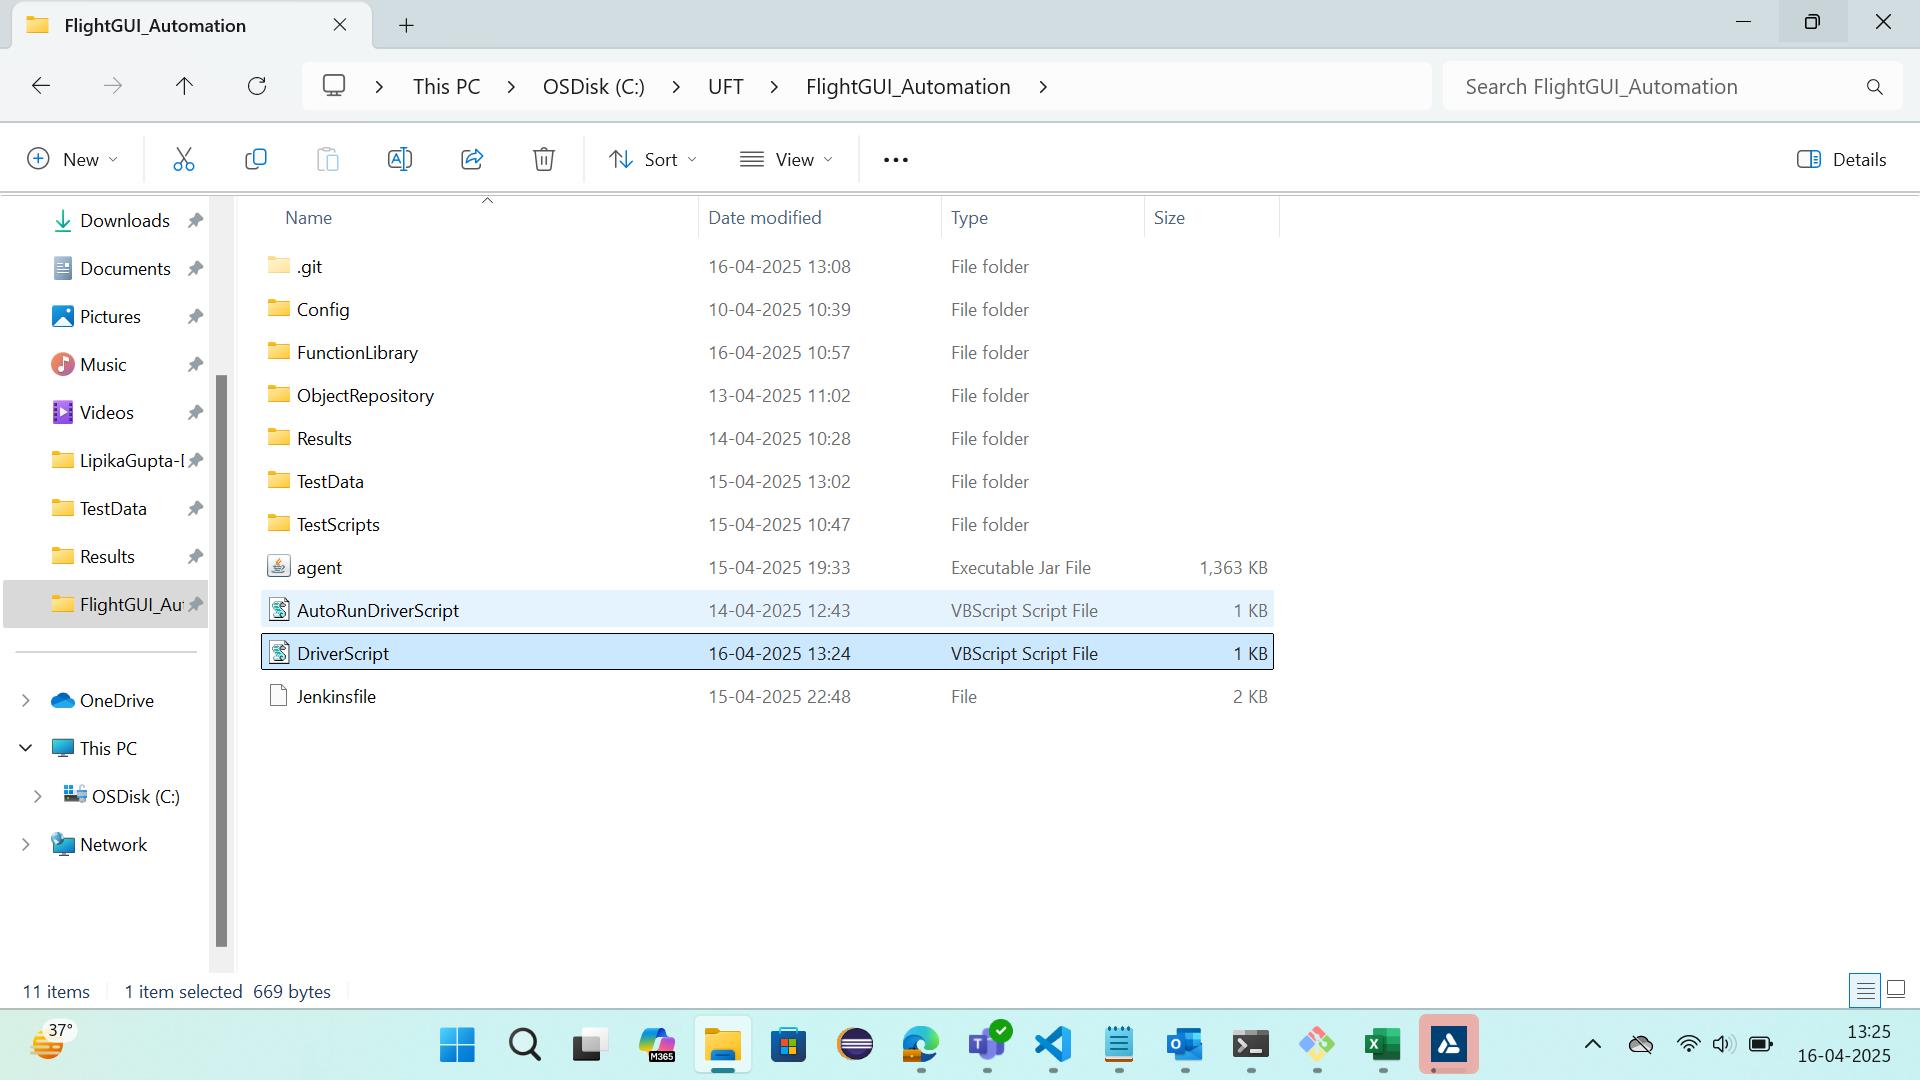 FlightGUI_Automation
This PC
OSDisk (C:)
UFT
FlightGUI_Automation
Search FlightGUI_Automation
New
Sort
View
Details
Downloads
Documents
Pictures
Music
Videos
LipikaGupta-
TestData
Results
FlightGUI_Au
OneDrive
This PC
OSDisk (C:)
Network
Name Date modified Type Size
.git 16-04-2025 13:08 File folder
Config 10-04-2025 10:39 File folder
FunctionLibrary 16-04-2025 10:57 File folder
ObjectRepository 13-04-2025 11:02 File folder
Results 14-04-2025 10:28 File folder
TestData 15-04-2025 13:02 File folder
TestScripts 15-04-2025 10:47 File folder
agent 15-04-2025 19:33 Executable Jar File 1,363 KB
AutoRunDriverScript 14-04-2025 12:43 VBScript Script File 1 KB
DriverScript 16-04-2025 13:24 VBScript Script File 1 KB
Jenkinsfile 15-04-2025 22:48 File 2 KB
11 items 1 item selected 669 bytes
37°
M365
13:25
16-04-2025